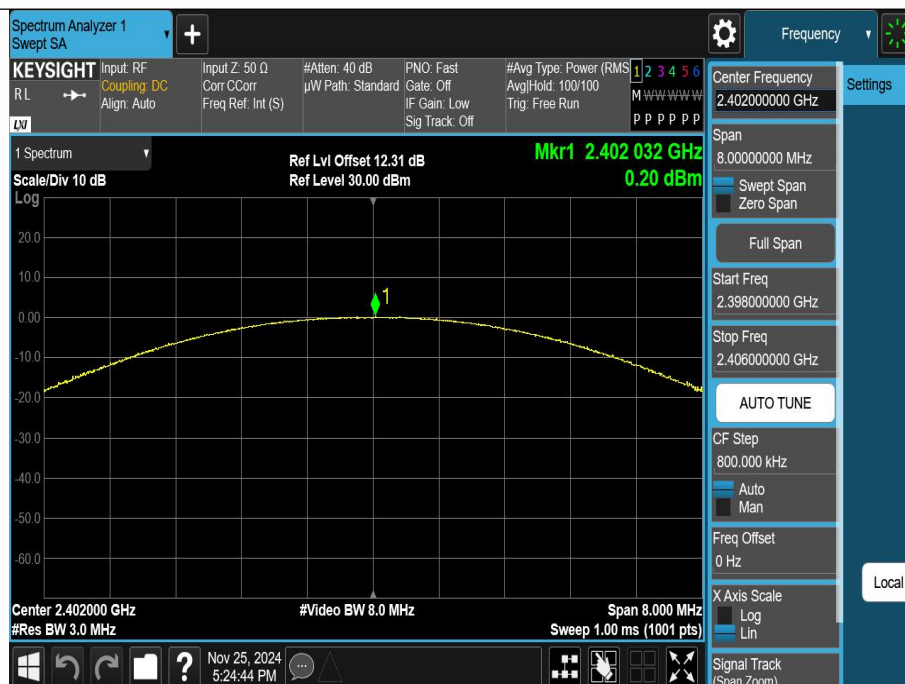 Spectrum Analyzer 1
Swept SA
+
Frequency
KEYSIGHT
RL
LXI
Input: RF
Coupling: DC
Align: Auto
Input Z: 50 Ω
Corr CCorr
Freq Ref: Int (S)
#Atten: 40 dB
µW Path: Standard
PNO: Fast
Gate: Off
IF Gain: Low
Sig Track: Off
#Avg Type: Power (RMS
Avg|Hold: 100/100
Trig: Free Run
1 2 3 4 5 6
M W W W W W
P P P P P P
1 Spectrum
Scale/Div 10 dB
Log
Ref Lvl Offset 12.31 dB
Ref Level 30.00 dBm
Mkr1 2.402 032 GHz
0.20 dBm
1
20.0
10.0
0.00
-10.0
-20.0
-30.0
-40.0
-50.0
-60.0
Center 2.402000 GHz
#Res BW 3.0 MHz
#Video BW 8.0 MHz
Span 8.000 MHz
Sweep 1.00 ms (1001 pts)
?
Nov 25, 2024
5:24:44 PM
Center Frequency
2.402000000 GHz
Span
8.00000000 MHz
Swept Span
Zero Span
Full Span
Start Freq
2.398000000 GHz
Stop Freq
2.406000000 GHz
AUTO TUNE
CF Step
800.000 kHz
Auto
Man
Freq Offset
0 Hz
X Axis Scale
Log
Lin
Signal Track
(Span Zoom)
Settings
Local